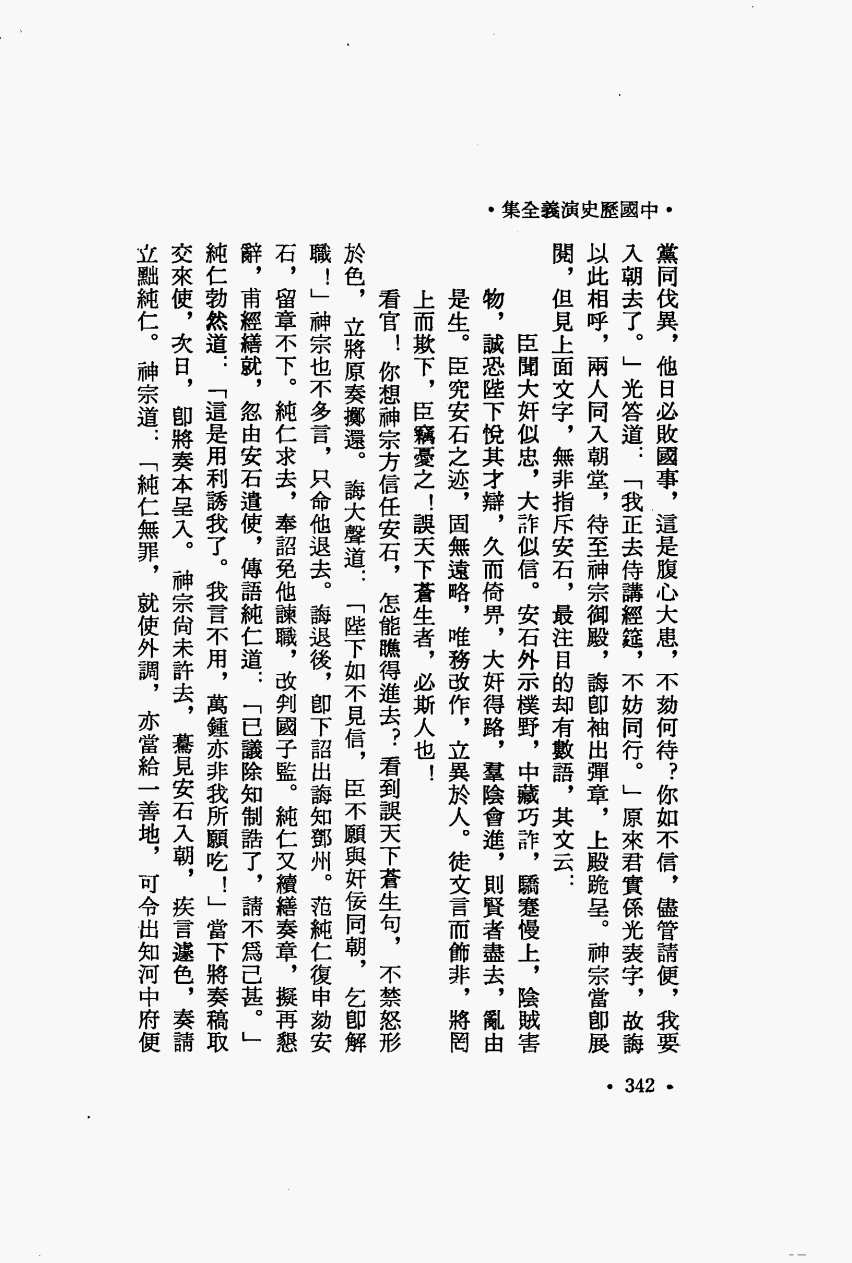 •中國歷史演義全集•
黨同伐異，他日必敗國事，這是腹心大患，不劾何待？你如不信，儘管請便，我要
入朝去了。」光答道：「我正去侍講經筵，不妨同行。」原來君實係光表字，故誨
以此相呼，兩人同入朝堂，待至神宗御殿，誨卽袖出彈章，上殿跪呈。神宗當卽展
閱，但見上面文字，無非指斥安石，最注目的却有數語，其文云：
臣聞大奸似忠，大詐似信。安石外示樸野，中藏巧詐，驕蹇慢上，陰賊害
物，誠恐陛下悅其才辯，久而倚畀，大奸得路，羣陰會進，則賢者盡去，亂由
是生。臣究安石之迹，固無遠略，唯務改作，立異於人。徒文言而飾非，將罔
上而欺下，臣竊憂之！誤天下蒼生者，必斯人也！
看官！你想神宗方信任安石，怎能瞧得進去？看到誤天下蒼生句，不禁怒形
於色，立將原奏擲還。誨大聲道：「陛下如不見信，臣不願與奸佞同朝，乞卽解
職！」神宗也不多言，只命他退去。誨退後，卽下詔出誨知鄧州。范純仁復申劾安
石，留章不下。純仁求去，奉詔免他諫職，改判國子監。純仁又續繕奏章，擬再懇
辭，甫經繕就，忽由安石遣使，傳語純仁道：「已議除知制誥了，請不爲已甚。」
純仁勃然道：「這是用利誘我了。我言不用，萬鍾亦非我所願吃！」當下將奏稿取
交來使，次日，卽將奏本呈入。神宗尙未許去，驀見安石入朝，疾言遽色，奏請
立黜純仁。神宗道：「純仁無罪，就使外調，亦當給一善地，可令出知河中府便
•342•